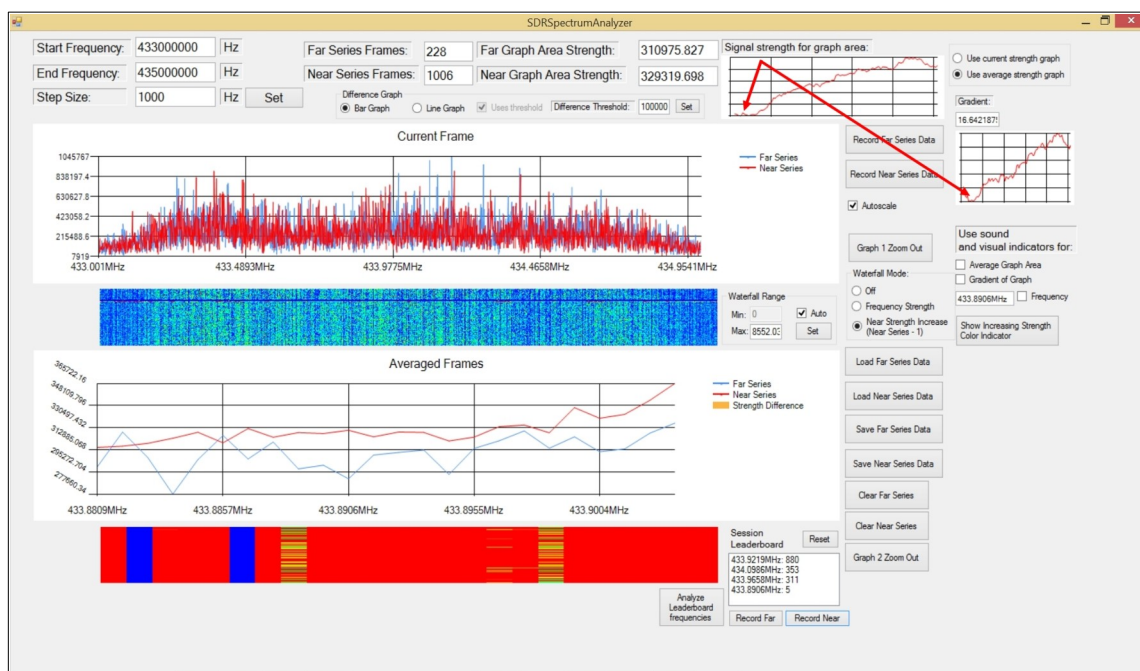 SDRSpectrumAnalyzer
Start Frequency: 433000000 Hz
End Frequency: 435000000 Hz
Step Size: 1000 Hz Set
Far Series Frames: 228 Far Graph Area Strength: 310975.827
Near Series Frames: 1006 Near Graph Area Strength: 329319.698
Difference Graph
Bar Graph Line Graph Uses threshold Difference Threshold: 100000 Set
Signal strength for graph area:
Use current strength graph
Use average strength graph
Gradient:
16.642187
Current Frame
1045767
838197.4
630627.8
423058.2
215488.6
7919
433.001MHz 433.4893MHz 433.9775MHz 434.4658MHz 434.9541MHz
Far Series
Near Series
Record Far Series Data
Record Near Series Data
Autoscale
Graph 1 Zoom Out
Waterfall Mode:
Off
Frequency Strength
Near Strength Increase
(Near Series - 1)
Use sound
and visual indicators for:
Average Graph Area
Gradient of Graph
433.8906MHz Frequency
Show Increasing Strength
Color Indicator
Waterfall Range
Min: 0 Auto
Max: 8552.03 Set
Averaged Frames
365722.16
348109.796
330497.432
312885.068
295272.704
277660.34
433.8809MHz 433.8857MHz 433.8906MHz 433.8955MHz 433.9004MHz
Far Series
Near Series
Strength Difference
Load Far Series Data
Load Near Series Data
Save Far Series Data
Save Near Series Data
Clear Far Series
Clear Near Series
Graph 2 Zoom Out
Session
Leaderboard Reset
433.9219MHz: 880
434.0986MHz: 353
433.9658MHz: 311
433.8906MHz: 5
Analyze
Leaderboard
frequencies
Record Far Record Near